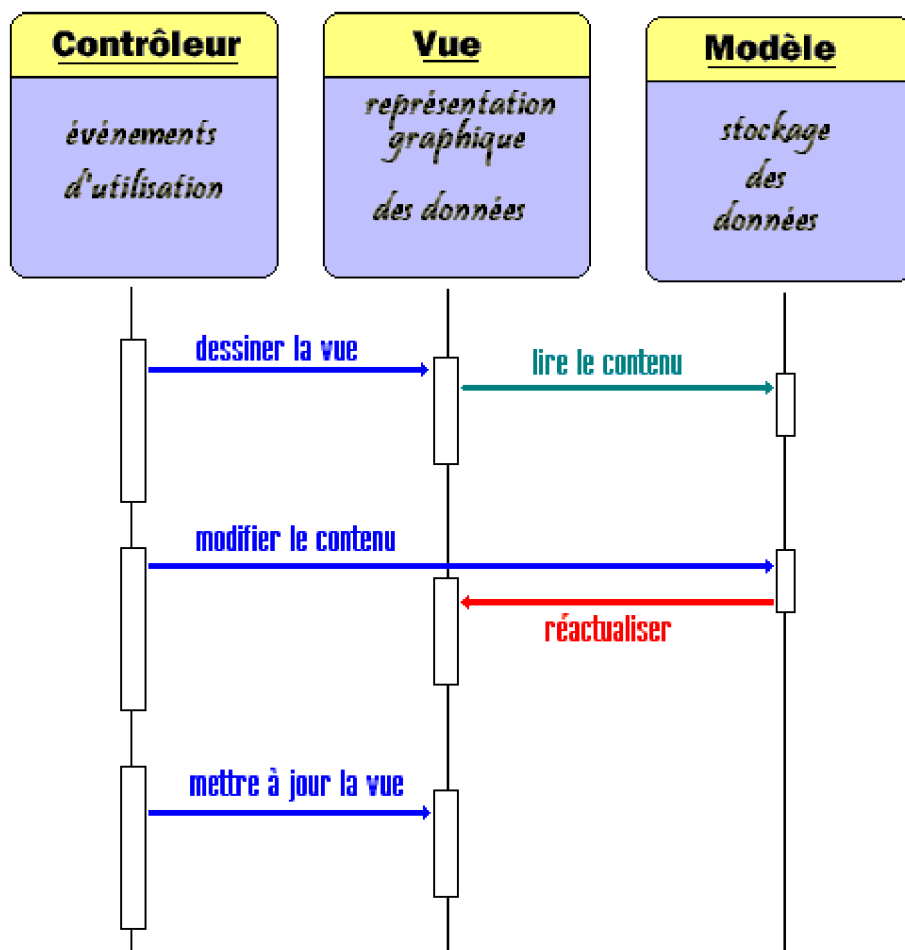 Contrôleur
événements
d'utilisation
Vue
représentation
graphique
des données
Modèle
stockage
des
données
dessiner la vue
lire le contenu
modifier le contenu
réactualiser
mettre à jour la vue